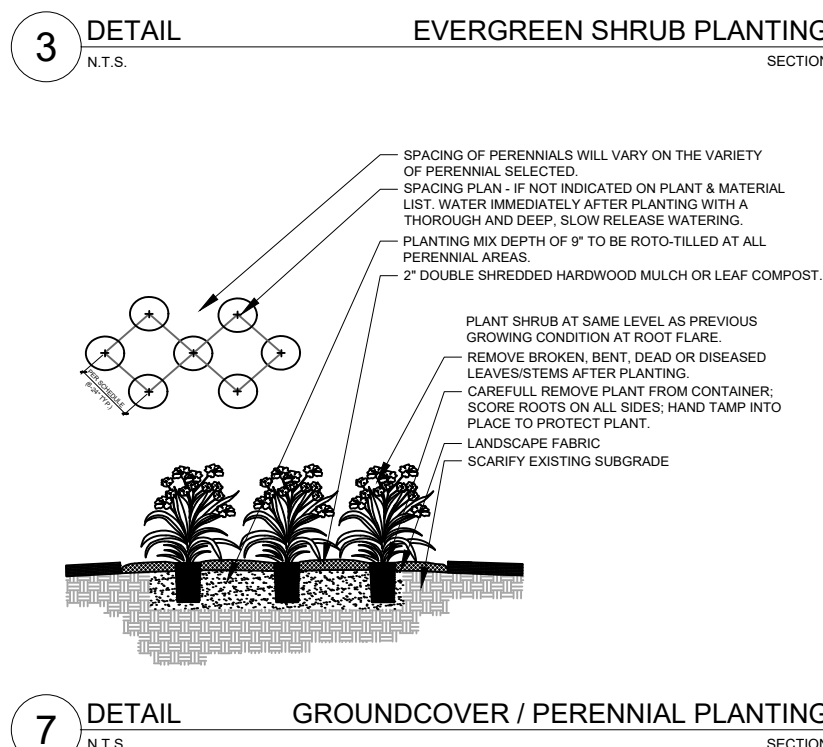 3
DETAIL
EVERGREEN SHRUB PLANTING
N.T.S.
SECTION
SPACING OF PERENNIALS WILL VARY ON THE VARIETY
OF PERENNIAL SELECTED.
SPACING PLAN - IF NOT INDICATED ON PLANT & MATERIAL
LIST. WATER IMMEDIATELY AFTER PLANTING WITH A
THOROUGH AND DEEP, SLOW RELEASE WATERING.
PLANTING MIX DEPTH OF 9" TO BE ROTO-TILLED AT ALL
PERENNIAL AREAS.
2" DOUBLE SHREDDED HARDWOOD MULCH OR LEAF COMPOST.
PER SCHEDULE
(6-24" TYP.)
PLANT SHRUB AT SAME LEVEL AS PREVIOUS
GROWING CONDITION AT ROOT FLARE.
REMOVE BROKEN, BENT, DEAD OR DISEASED
LEAVES/STEMS AFTER PLANTING.
CAREFULL REMOVE PLANT FROM CONTAINER;
SCORE ROOTS ON ALL SIDES; HAND TAMP INTO
PLACE TO PROTECT PLANT.
LANDSCAPE FABRIC
SCARIFY EXISTING SUBGRADE
7
DETAIL
GROUNDCOVER / PERENNIAL PLANTING
N.T.S.
SECTION